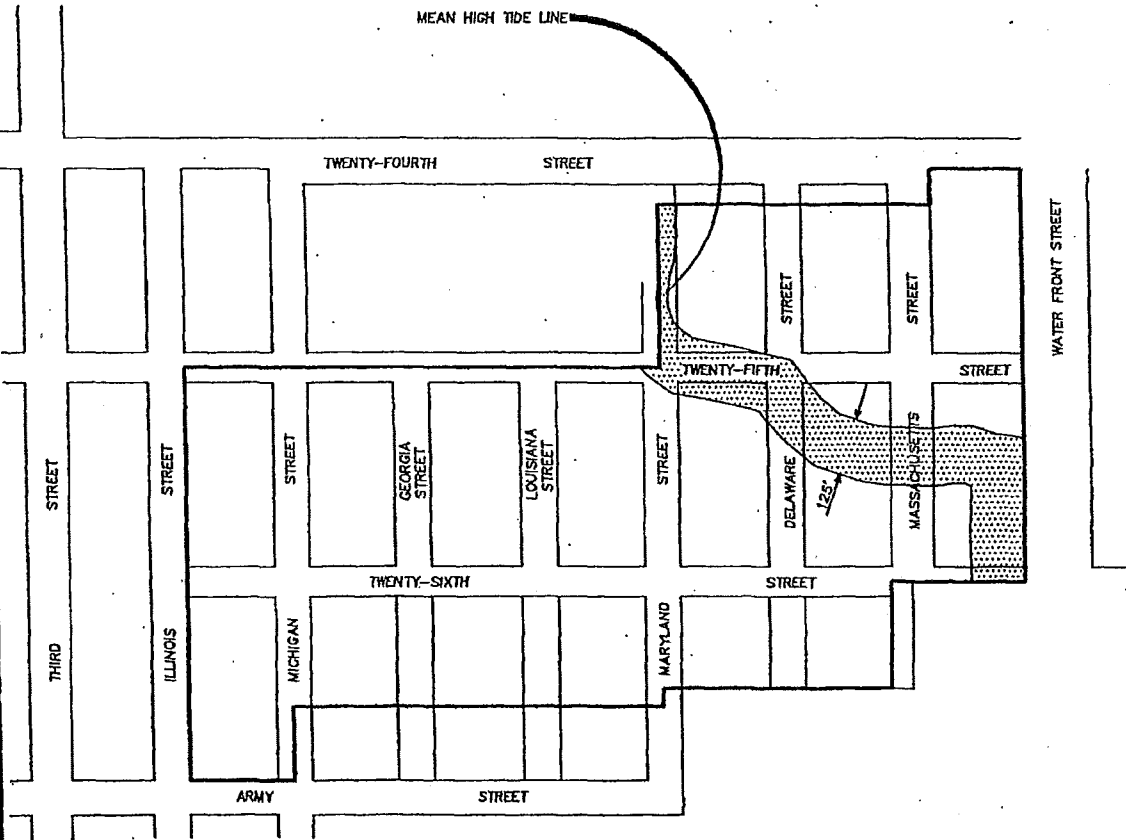 MEAN HIGH TIDE LINE
TWENTY-FOURTH STREET
WATER FRONT STREET
STREET
STREET
TWENTY-FIFTH STREET
STREET
STREET
STREET
GEORGIA
STREET
LOUISIANA
STREET
STREET
DELAWARE
125'
MASSACHUSETTS
TWENTY-SIXTH STREET
THIRD
ILLINOIS
MICHIGAN
MARYLAND
ARMY STREET